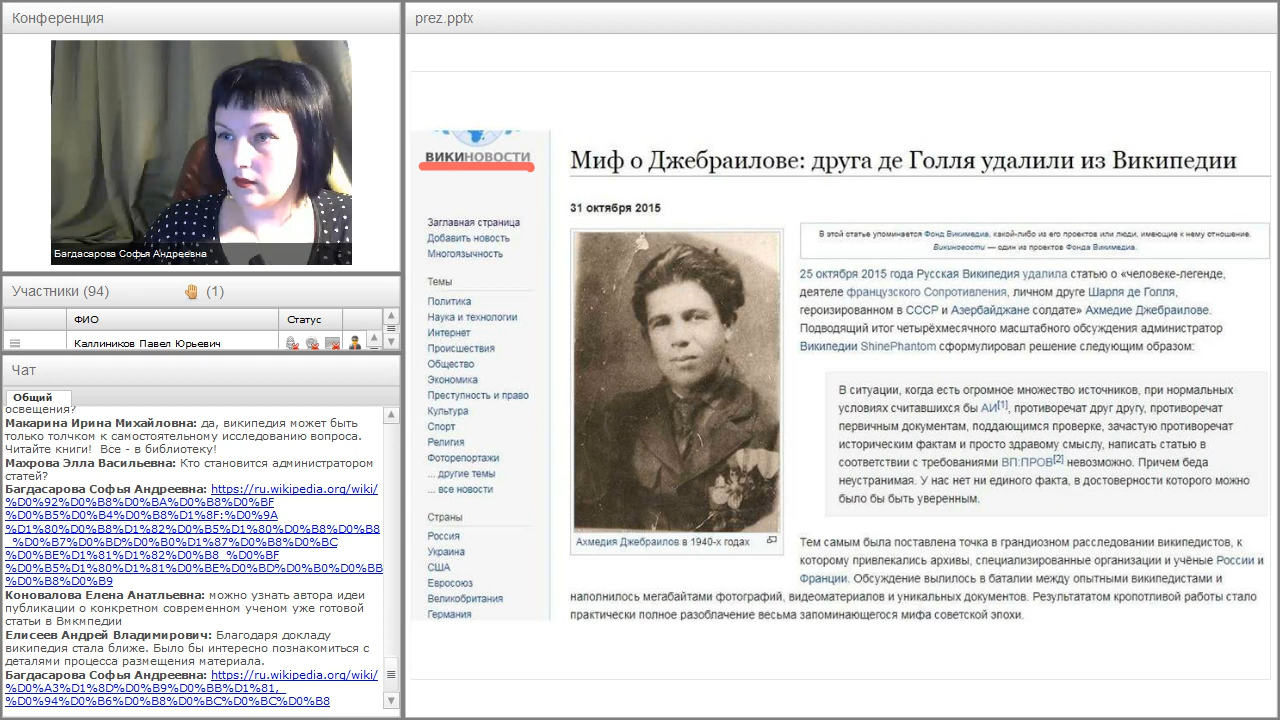 Конференция
Багдасарова Софья Андреевна
Участники (94)
(1)
ФИО
Статус
Каллиников Павел Юрьевич
Чат
Общий
освещения?
Макарина Ирина Михайловна: да, википедия может быть
только толчком к самостоятельному исследованию вопроса.
Читайте книги! Все - в библиотеку!
Махрова Элла Васильевна: Кто становится администратором
статей?
Багдасарова Софья Андреевна: https://ru.wikipedia.org/wiki/
%D0%92%D0%B8%D0%BA%D0%B8%D0%BF
%D0%B5%D0%B4%D0%B8%D1%8F:%D0%9A
%D1%80%D0%B8%D1%82%D0%B5%D1%80%D0%B8%D0%B8
_%D0%B7%D0%BD%D0%B0%D1%87%D0%B8%D0%BC
%D0%BE%D1%81%D1%82%D0%B8_%D0%BF
%D0%B5%D1%80%D1%81%D0%BE%D0%BD%D0%B0%D0%BB
%D0%B8%D0%B9
Коновалова Елена Анатльевна: можно узнать автора идеи
публикации о конкретном современном ученом уже готовой
статьи в Викмпедии
Елисеев Андрей Владимирович: Благодаря докладу
википедия стала ближе. Было бы интересно познакомиться с
деталями процесса размещения материала.
Багдасарова Софья Андреевна: https://ru.wikipedia.org/wiki/
%D0%A3%D1%8D%D0%B9%D0%BB%D1%81,_
%D0%94%D0%B6%D0%B8%D0%BC%D0%BC%D0%B8
prez.pptx
ВИКИНОВОСТИ
Заглавная страница
Добавить новость
Многоязычность
Темы
Политика
Наука и технологии
Интернет
Происшествия
Общество
Экономика
Преступность и право
Культура
Спорт
Религия
Фоторепортажи
... другие темы
... все новости
Страны
Россия
Украина
США
Евросоюз
Великобритания
Германия
Миф о Джебраилове: друга де Голля удалили из Википедии
31 октября 2015
Ахмедия Джебраилов в 1940-х годах
В этой статье упоминается Фонд Викимедиа, какой-либо из его проектов или люди, имеющие к нему отношение.
Викиновости — один из проектов Фонда Викимедиа.
25 октября 2015 года Русская Википедия удалила статью о «человеке-легенде,
деятеле французского Сопротивления, личном друге Шарля де Голля,
героизированном в СССР и Азербайджане солдате» Ахмедие Джебраилове.
Подводящий итог четырёхмесячного масштабного обсуждения администратор
Википедии ShinePhantom сформулировал решение следующим образом:
В ситуации, когда есть огромное множество источников, при нормальных
условиях считавшихся бы АИ[1], противоречат друг другу, противоречат
первичным документам, поддающимся проверке, зачастую противоречат
историческим фактам и просто здравому смыслу, написать статью в
соответствии с требованиями ВП:ПРОВ[2] невозможно. Причем беда
неустранимая. У нас нет ни единого факта, в достоверности которого можно
было бы быть уверенным.
Тем самым была поставлена точка в грандиозном расследовании википедистов, к
которому привлекались архивы, специализированные организации и учёные России и
Франции. Обсуждение вылилось в баталии между опытными википедистами и
наполнилось мегабайтами фотографий, видеоматериалов и уникальных документов. Результататом кропотливой работы стало
практически полное разоблачение весьма запоминающегося мифа советской эпохи.